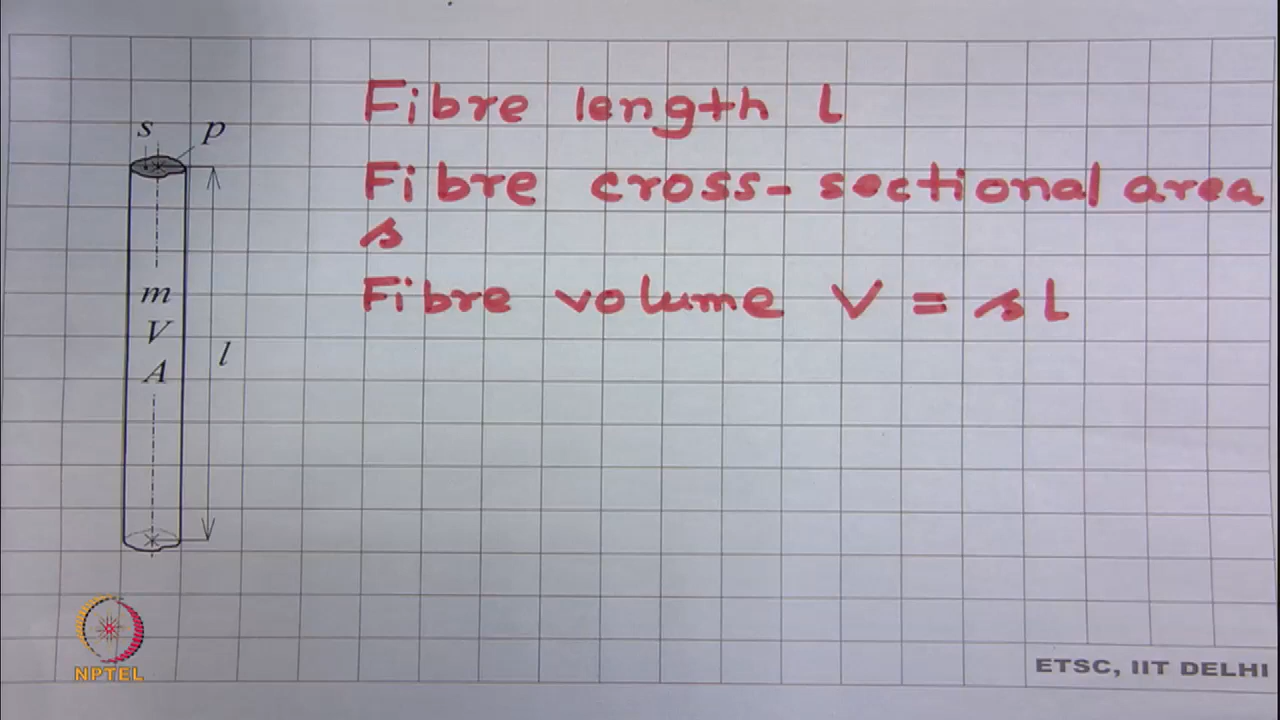 s p
m
V
A
l
Fibre length l
Fibre cross-sectional area
s
Fibre volume V = sl
NPTEL
ETSC, IIT DELHI